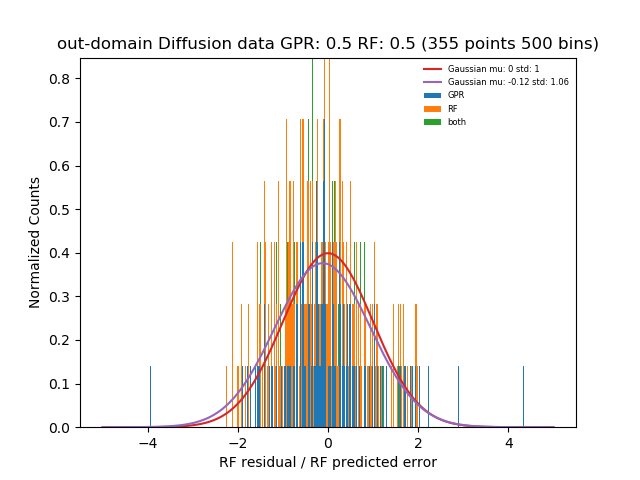 out-domain Diffusion data GPR: 0.5 RF: 0.5 (355 points 500 bins)
Gaussian mu: 0 std: 1
Gaussian mu: -0.12 std: 1.06
GPR
RF
both
Normalized Counts
0.8
0.7
0.6
0.5
0.4
0.3
0.2
0.1
0.0
−4 −2 0 2 4
RF residual / RF predicted error